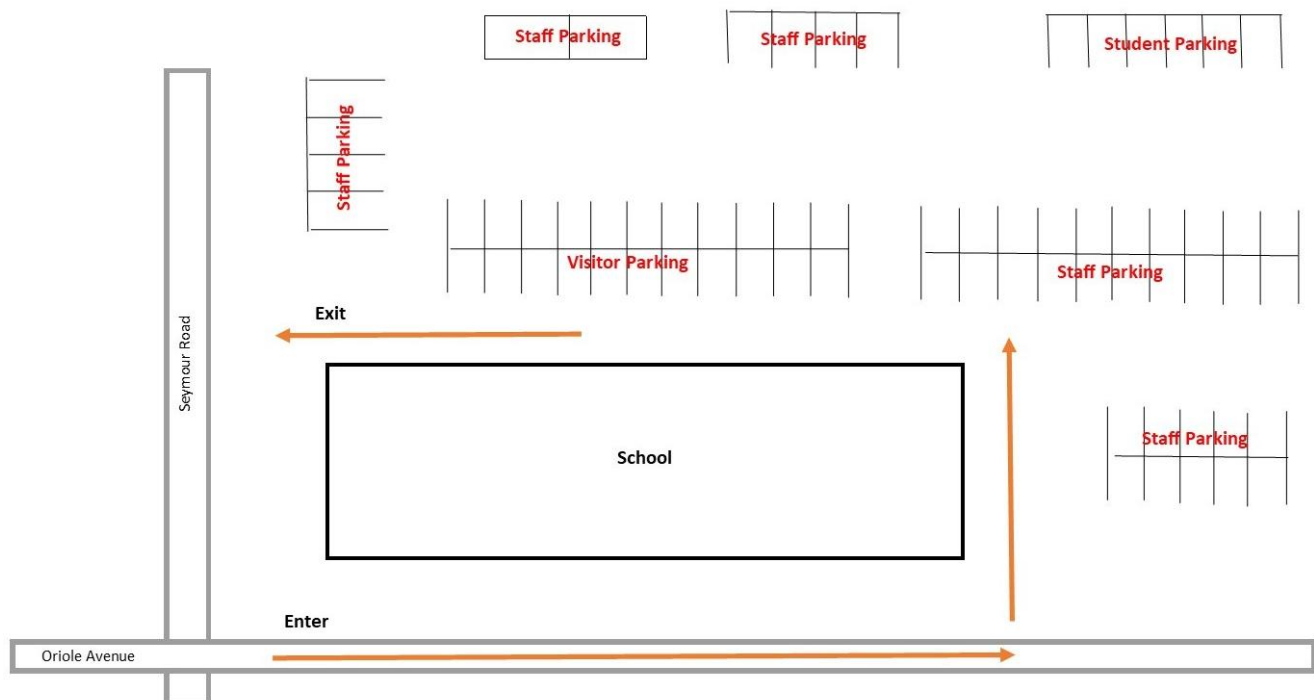 Staff Parking
Staff Parking
Student Parking
Staff Parking
Visitor Parking
Staff Parking
Exit
Seymour Road
Staff Parking
School
Enter
Oriole Avenue